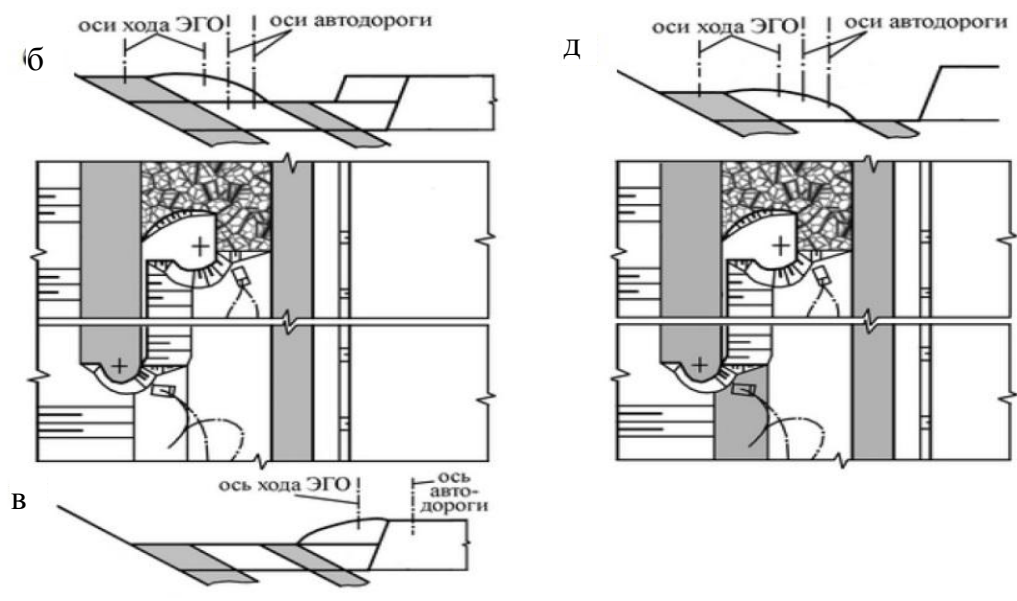 б
оси хода ЭГО
оси автодороги
д
оси хода ЭГО
оси автодороги
в
ось хода ЭГО
ось
авто-
дороги